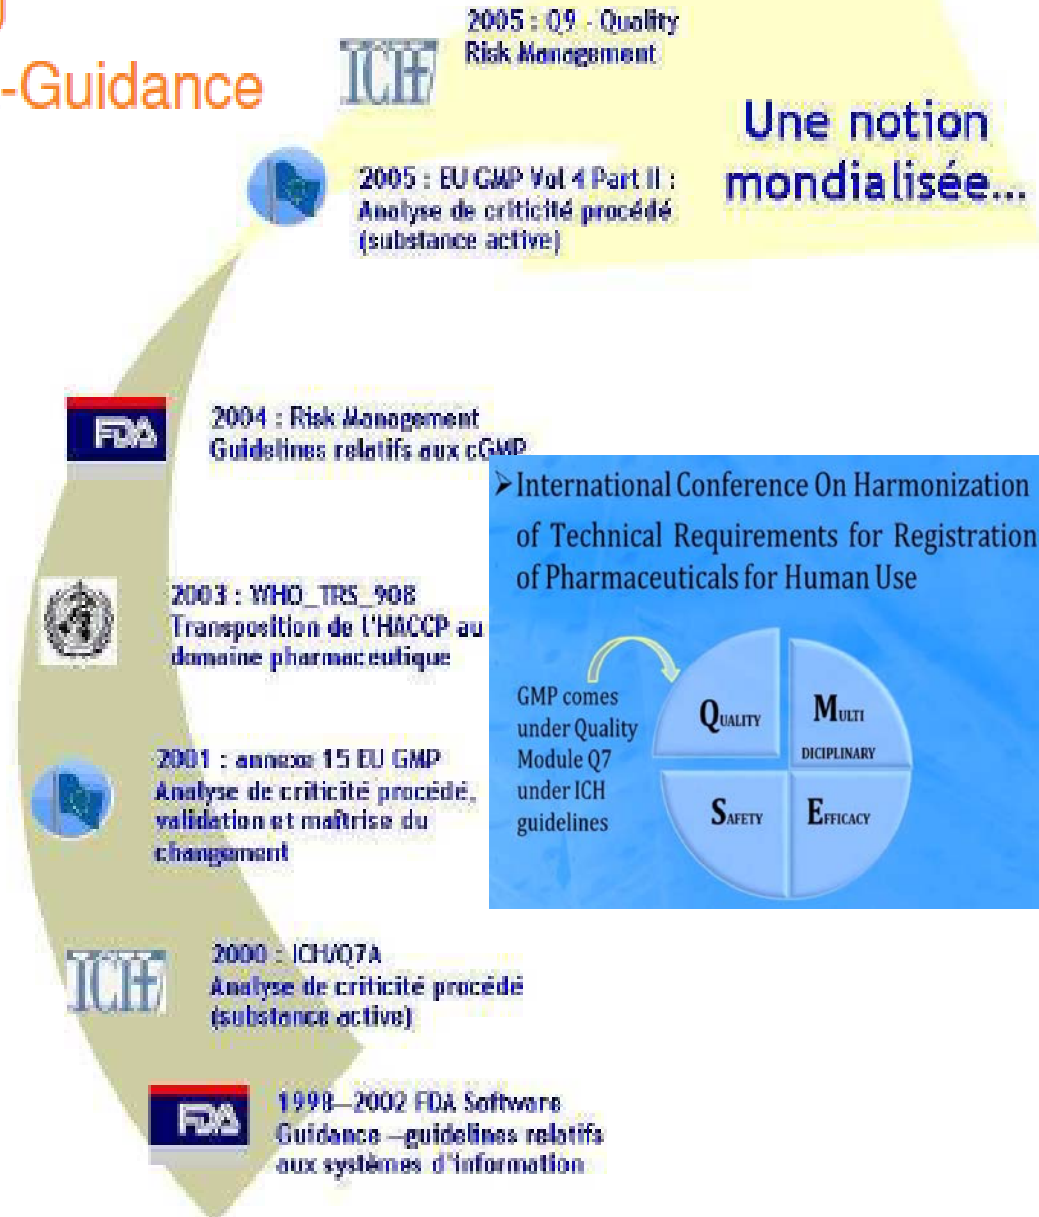 -Guidance
ICH
2005 : Q9 - Quality
Risk Management
Une notion
mondialisée...
2005 : EU GMP Vol 4 Part II :
Analyse de criticité procédé
(substance active)
FDA
2004 : Risk Management
Guidelines relatifs aux cGMP
➢International Conference On Harmonization
of Technical Requirements for Registration
of Pharmaceuticals for Human Use
GMP comes
under Quality
Module Q7
under ICH
guidelines
QUALITY
MULTI
DICIPLINARY
SAFETY
EFFICACY
2003 : WHO_TRS_908
Transposition de l'HACCP au
domaine pharmaceutique
2001 : annexe 15 EU GMP
Analyse de criticité procédé,
validation et maîtrise du
changement
ICH
2000 : ICH/Q7A
Analyse de criticité procédé
(substance active)
FDA
1998–2002 FDA Software
Guidance –guidelines relatifs
aux systèmes d'information